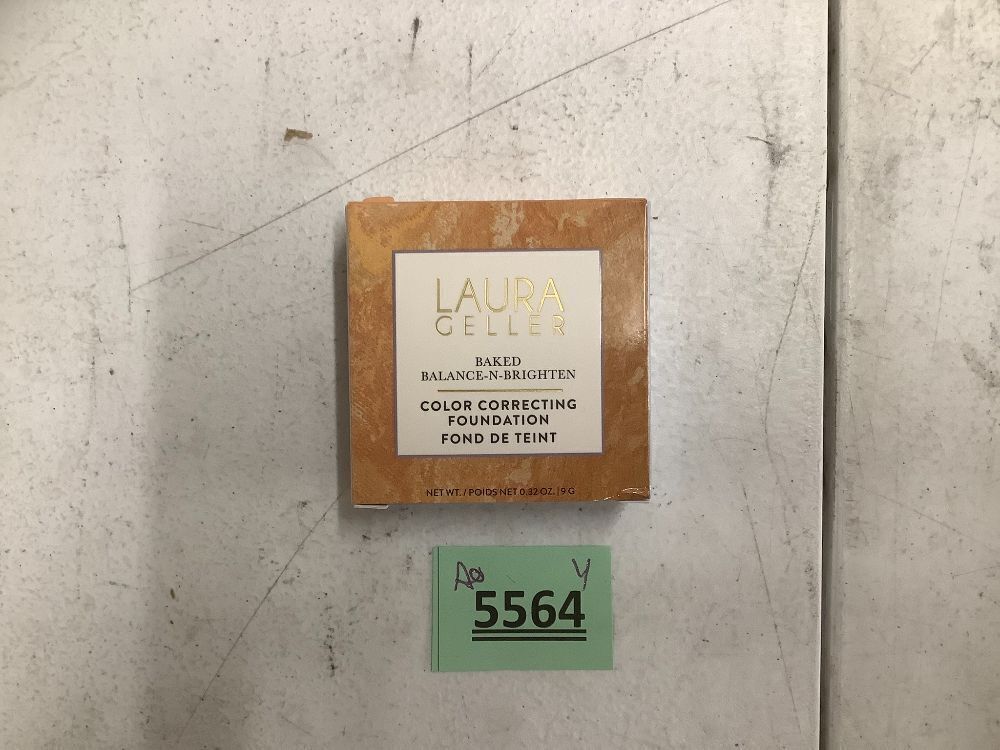 LAURA
GELLER
BAKED
BALANCE-N-BRIGHTEN
COLOR CORRECTING
FOUNDATION
FOND DE TEINT
NET WT. / POIDS NET 0.32 OZ. | 9 G
5564